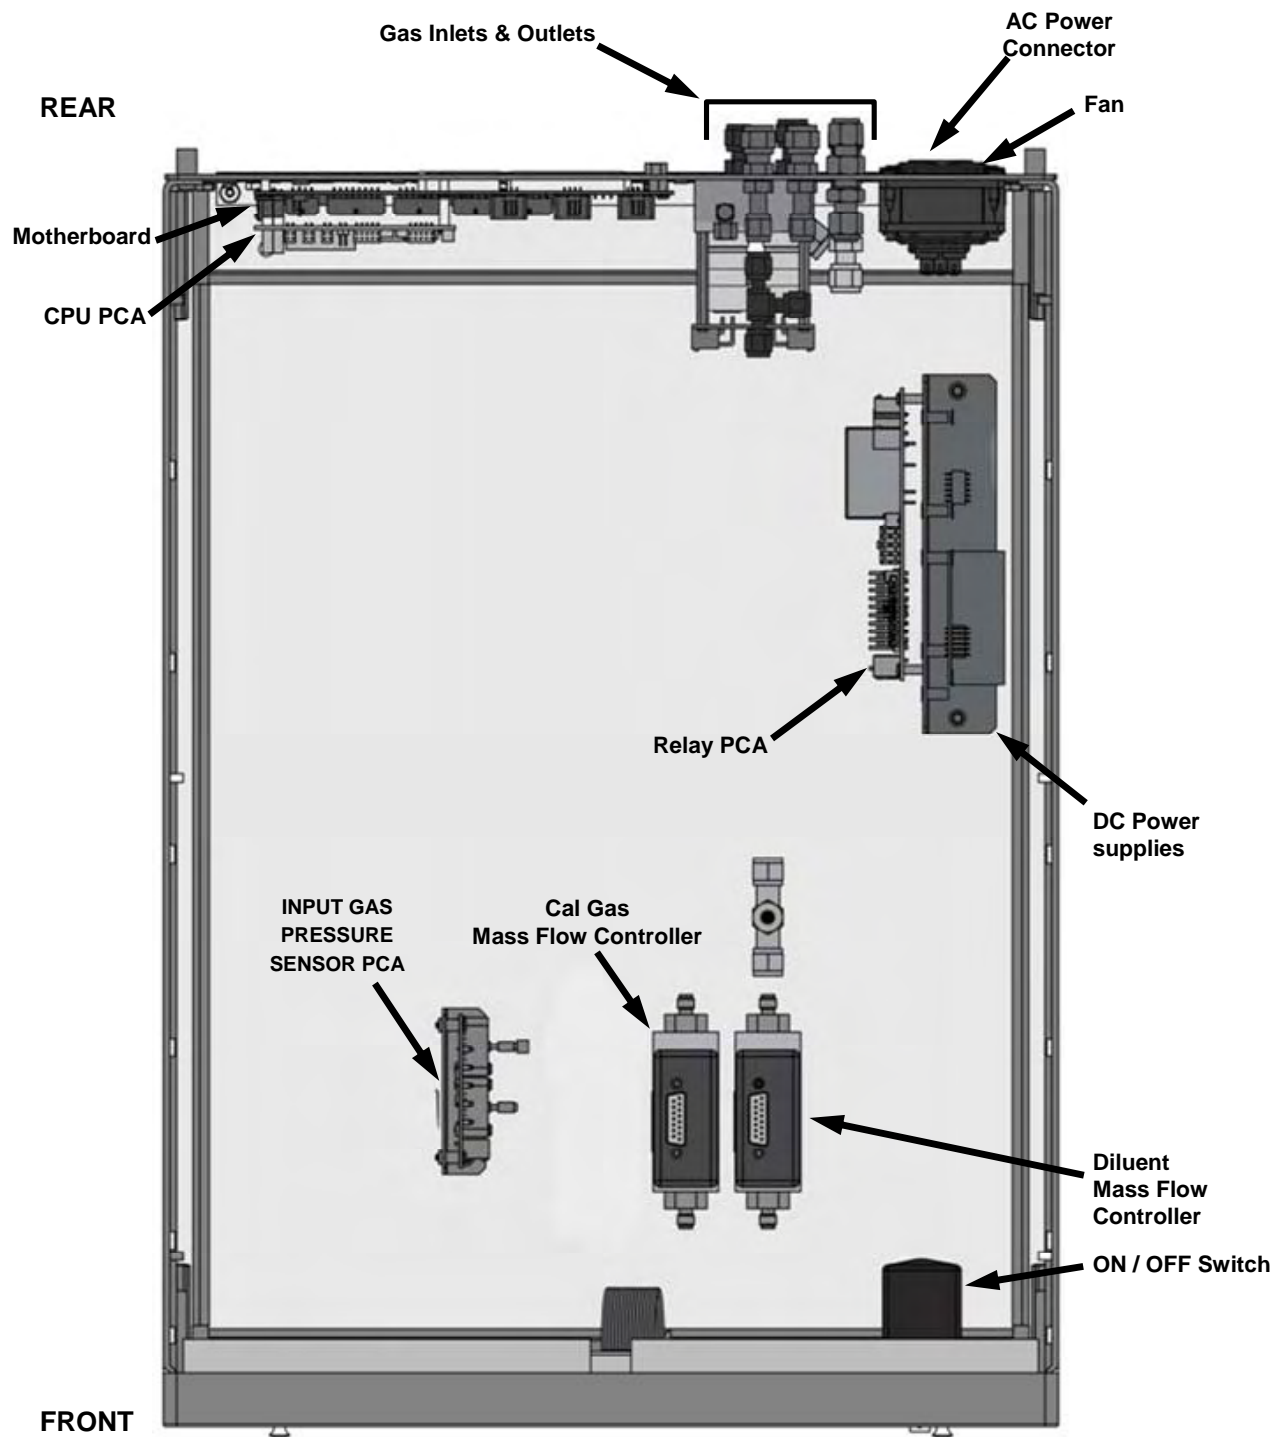 Gas Inlets & Outlets
AC Power
Connector
REAR
Fan
Motherboard
CPU PCA
Relay PCA
DC Power
supplies
INPUT GAS
PRESSURE
SENSOR PCA
Cal Gas
Mass Flow Controller
Diluent
Mass Flow
Controller
ON / OFF Switch
FRONT